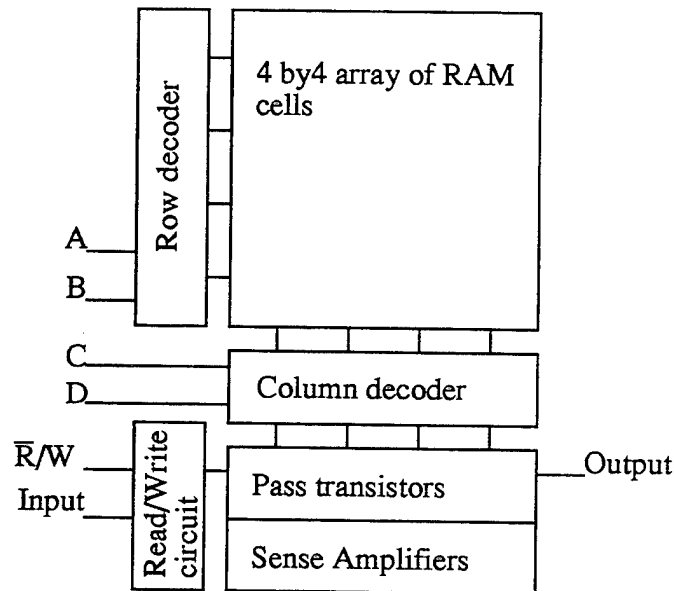 4 by4 array of RAM
cells
Row decoder
A
B
C
D
Column decoder
R̅/W
Input
Read/Write
circuit
Pass transistors
Output
Sense Amplifiers